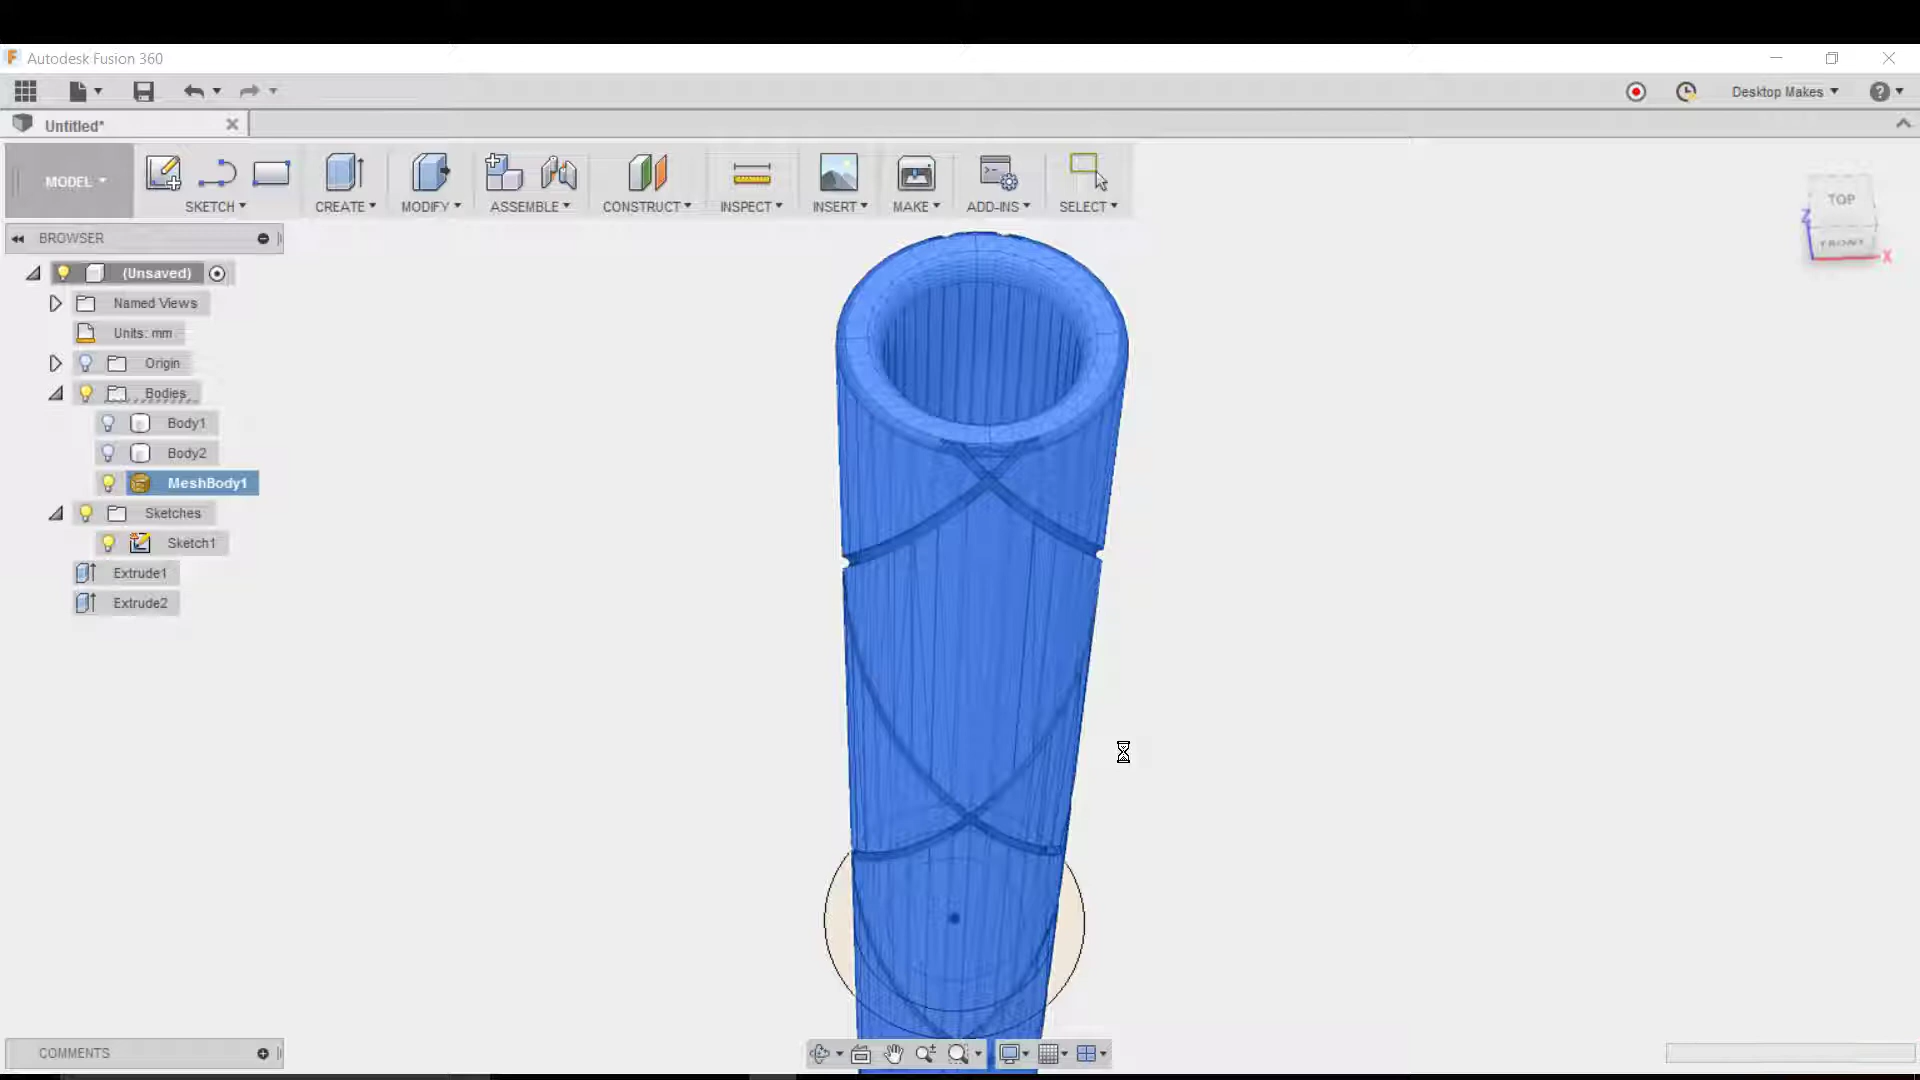 Autodesk Fusion 360
Desktop Makes
Untitled*
MODEL
SKETCH
CREATE
MODIFY
ASSEMBLE
CONSTRUCT
INSPECT
INSERT
MAKE
ADD-INS
SELECT
TOP
FRONT
Z
X
BROWSER
(Unsaved)
Named Views
Units: mm
Origin
Bodies
Body1
Body2
MeshBody1
Sketches
Sketch1
Extrude1
Extrude2
COMMENTS